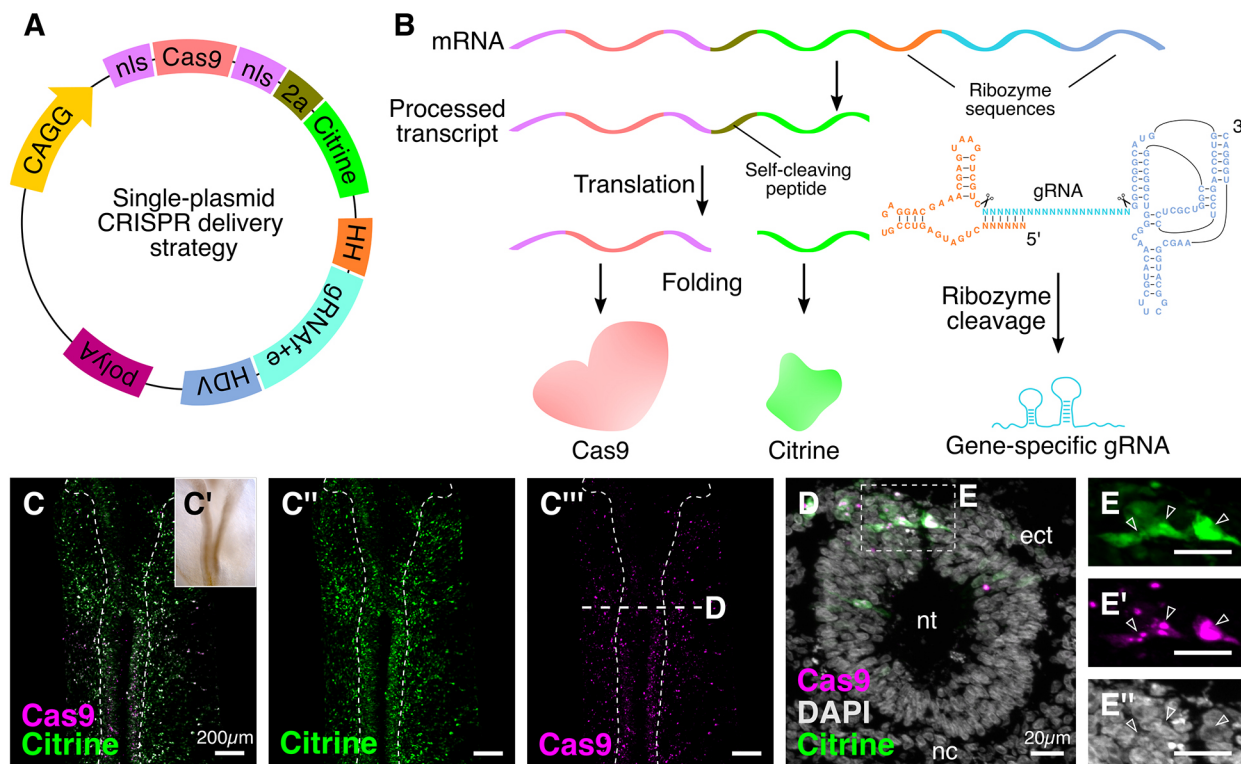 A
nls
Cas9
nls
2a
Citrine
HH
gRNAf+e
HDV
polyA
CAGG
Single-plasmid
CRISPR delivery
strategy
B
mRNA
Ribozyme
sequences
Processed
transcript
Self-cleaving
peptide
Translation
Folding
Cas9
Citrine
gRNA
5'
3'
NNNNNNNNNNNNNNNNNNNN
NNNNNN
Ribozyme
cleavage
Gene-specific gRNA
C
C'
Cas9
Citrine
200µm
C''
Citrine
C'''
D
Cas9
D
E
ect
nt
nc
Cas9
DAPI
Citrine
20µm
E
E'
E''